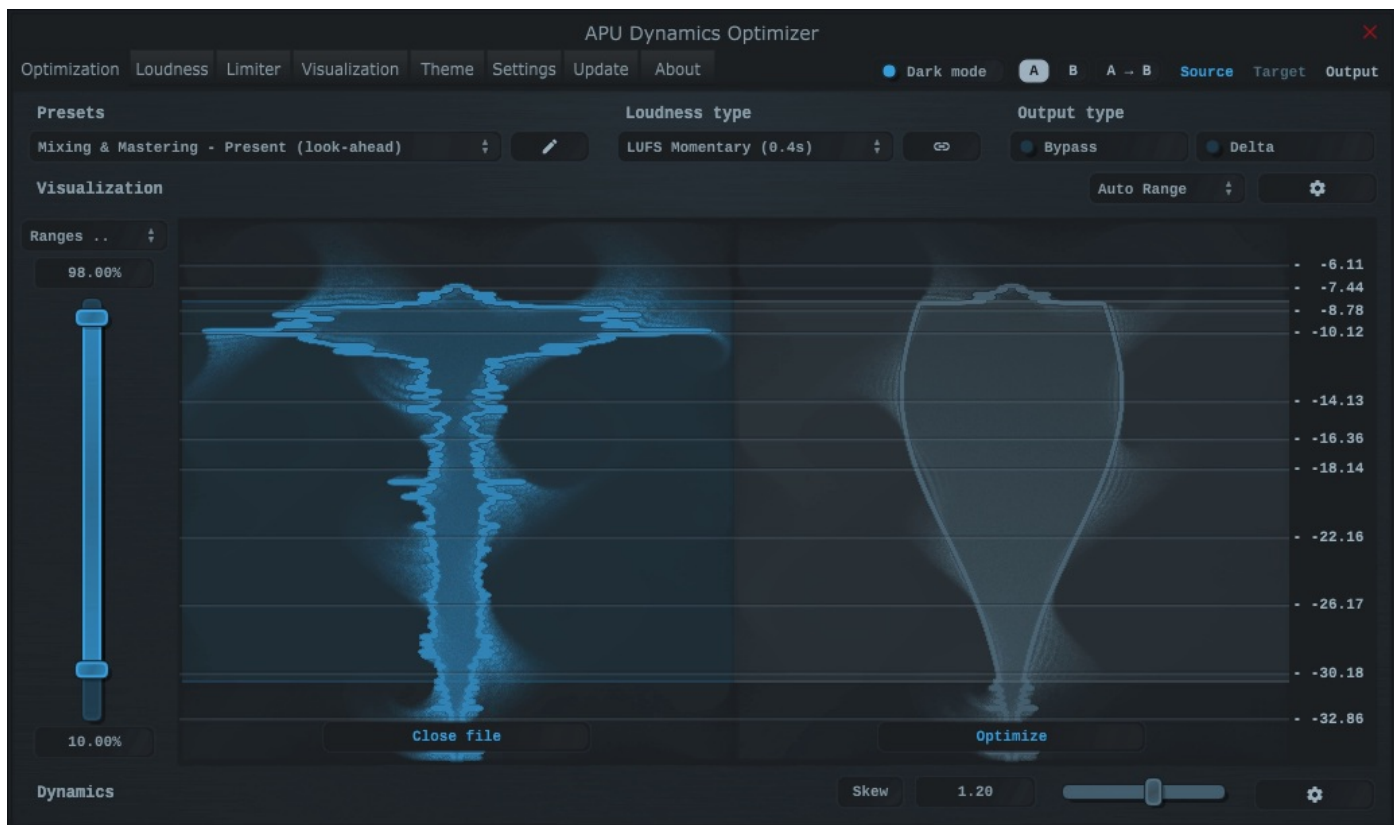 APU Dynamics Optimizer
Optimization Loudness Limiter Visualization Theme Settings Update About Dark mode A B A → B Source Target Output
Presets Loudness type Output type
Mixing & Mastering - Present (look-ahead) LUFS Momentary (0.4s) Bypass Delta
Visualization Auto Range
Ranges ..
98.00%
-6.11
-7.44
-8.78
-10.12
-14.13
-16.36
-18.14
-22.16
-26.17
-30.18
-32.86
10.00% Close file Optimize
Dynamics Skew 1.20